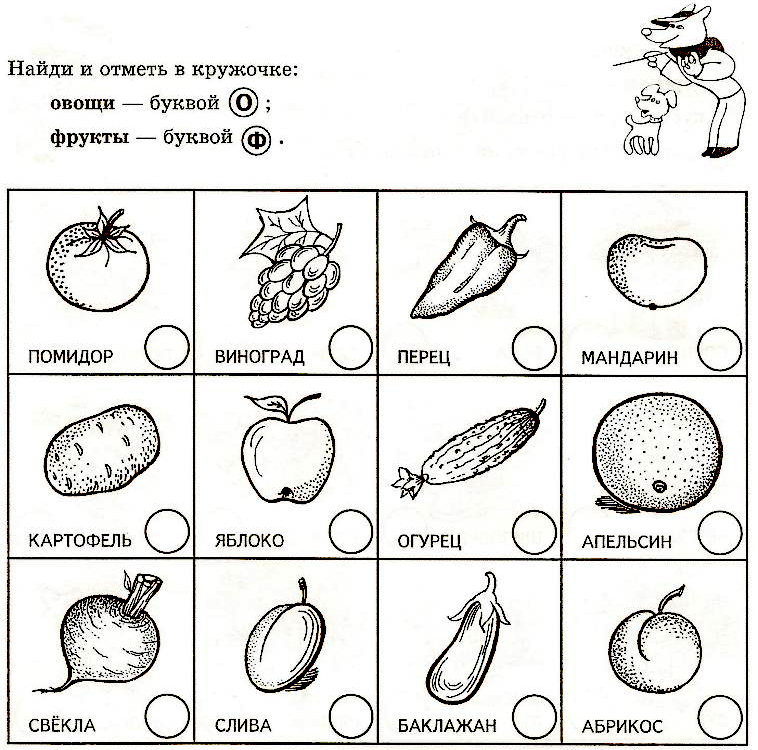 Найди и отметь в кружочке:
овощи — буквой О ;
фрукты — буквой Ф .
ПОМИДОР
ВИНОГРАД
ПЕРЕЦ
МАНДАРИН
КАРТОФЕЛЬ
ЯБЛОКО
ОГУРЕЦ
АПЕЛЬСИН
СВЁКЛА
СЛИВА
БАКЛАЖАН
АБРИКОС